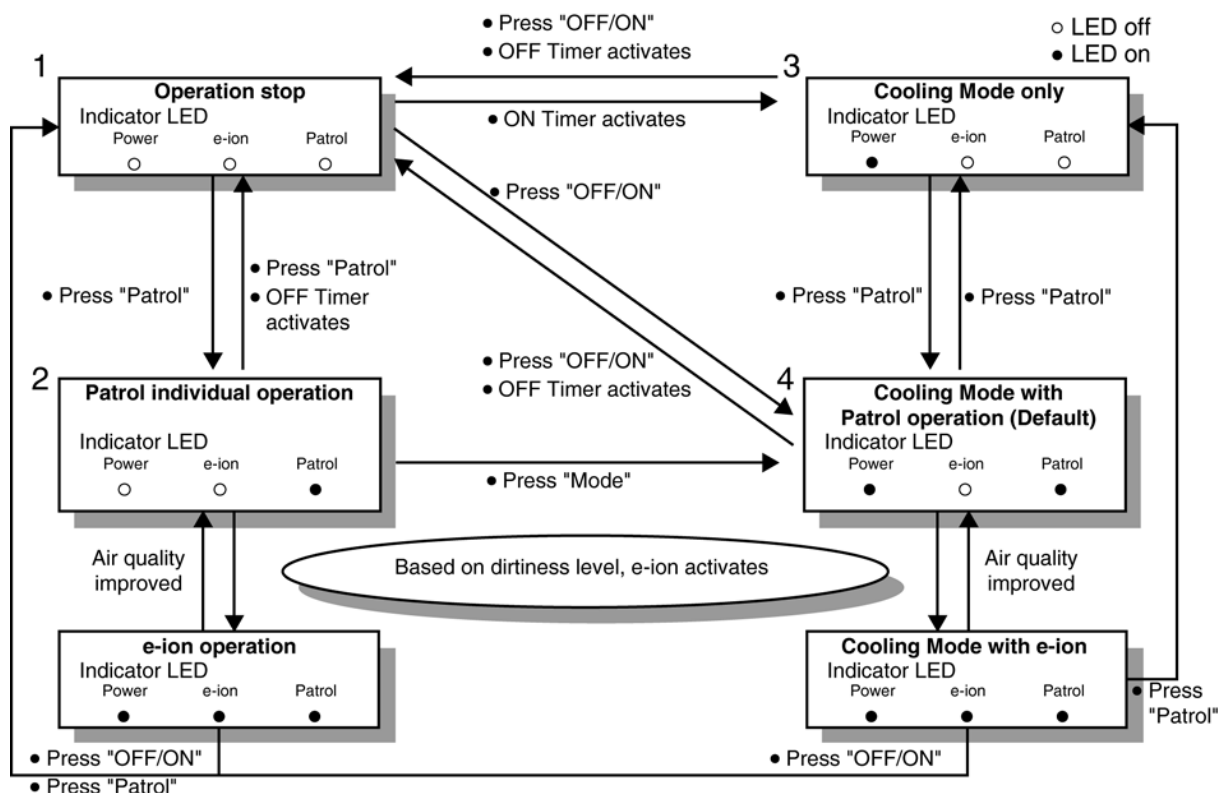 ● Press "OFF/ON"
● OFF Timer activates
○ LED off
● LED on
1
Operation stop
Indicator LED
Power e-ion Patrol
● ON Timer activates
3
Cooling Mode only
Indicator LED
Power e-ion Patrol
● Press "OFF/ON"
● Press "Patrol"
● Press "Patrol"
● OFF Timer
activates
● Press "Patrol"
● Press "Patrol"
2
Patrol individual operation
Indicator LED
Power e-ion Patrol
● Press "OFF/ON"
● OFF Timer activates
● Press "Mode"
4
Cooling Mode with
Patrol operation (Default)
Indicator LED
Power e-ion Patrol
Air quality
improved
Based on dirtiness level, e-ion activates
Air quality
improved
e-ion operation
Indicator LED
Power e-ion Patrol
● Press "OFF/ON"
● Press "Patrol"
Cooling Mode with e-ion
Indicator LED
Power e-ion Patrol
● Press
"Patrol"
● Press "OFF/ON"